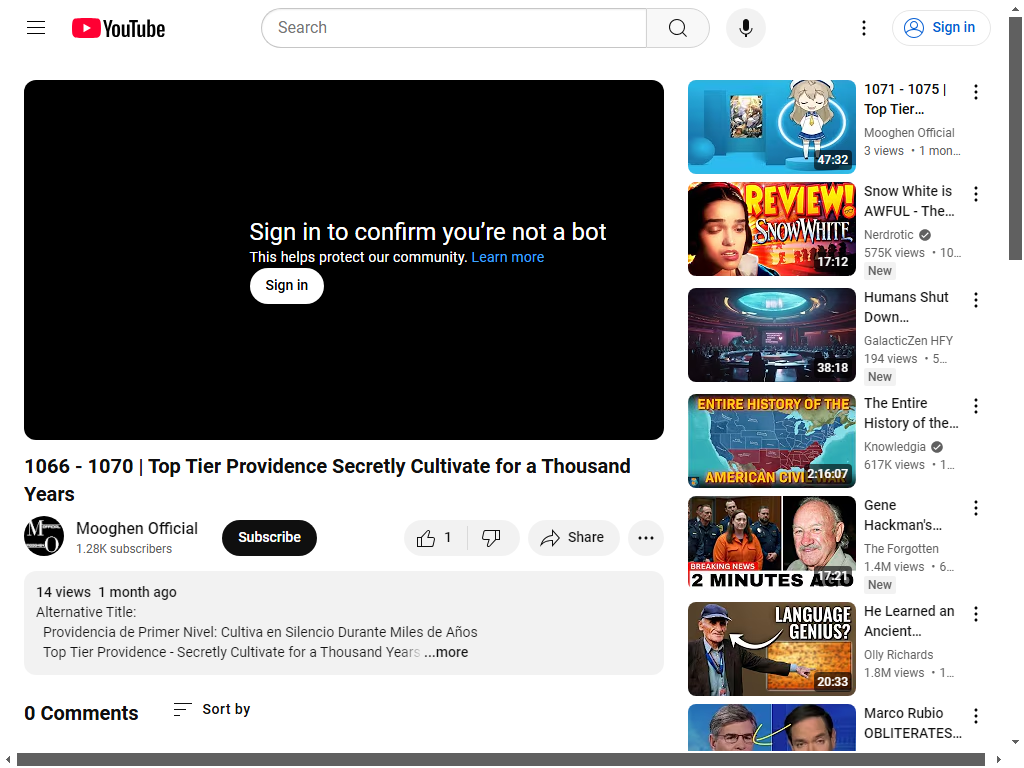 YouTube
Search
Sign in
Sign in to confirm you're not a bot
This helps protect our community. Learn more
Sign in
1066 - 1070 | Top Tier Providence Secretly Cultivate for a Thousand
Years
Mooghen Official
1.28K subscribers
Subscribe
1
Share
14 views 1 month ago
Alternative Title:
Providencia de Primer Nivel: Cultiva en Silencio Durante Miles de Años
Top Tier Providence - Secretly Cultivate for a Thousand Years ...more
0 Comments
Sort by
47:32
1071 - 1075 |
Top Tier…
Mooghen Official
3 views • 1 mon…
REVIEW!
SNOW WHITE
17:12
Snow White is
AWFUL - The…
Nerdrotic
575K views • 10…
New
38:18
Humans Shut
Down…
GalacticZen HFY
194 views • 5…
New
ENTIRE HISTORY OF THE
AMERICAN CIVIL WAR
2:16:07
The Entire
History of the…
Knowledgia
617K views • 1…
BREAKING NEWS
2 MINUTES AGO
17:21
Gene
Hackman's…
The Forgotten
1.4M views • 6…
New
LANGUAGE
GENIUS?
20:33
He Learned an
Ancient…
Olly Richards
1.8M views • 1…
Marco Rubio
OBLITERATES…